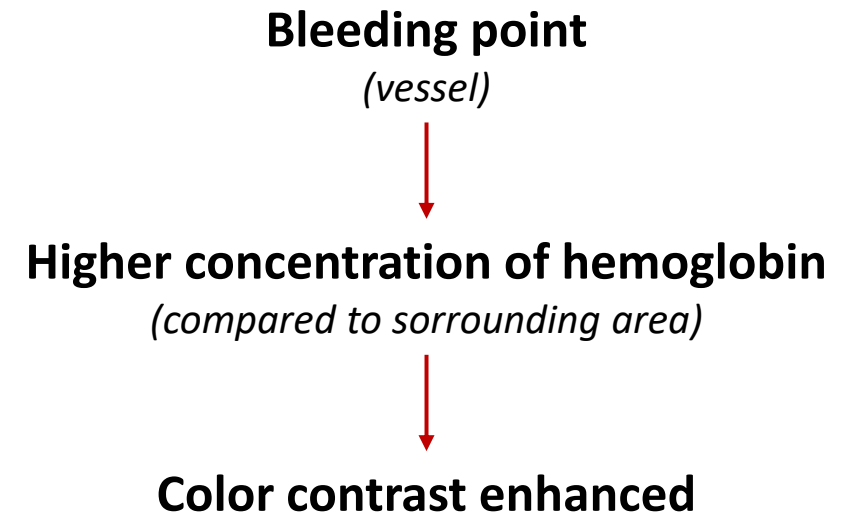 Bleeding point
(vessel)
Higher concentration of hemoglobin
(compared to sorrounding area)
Color contrast enhanced